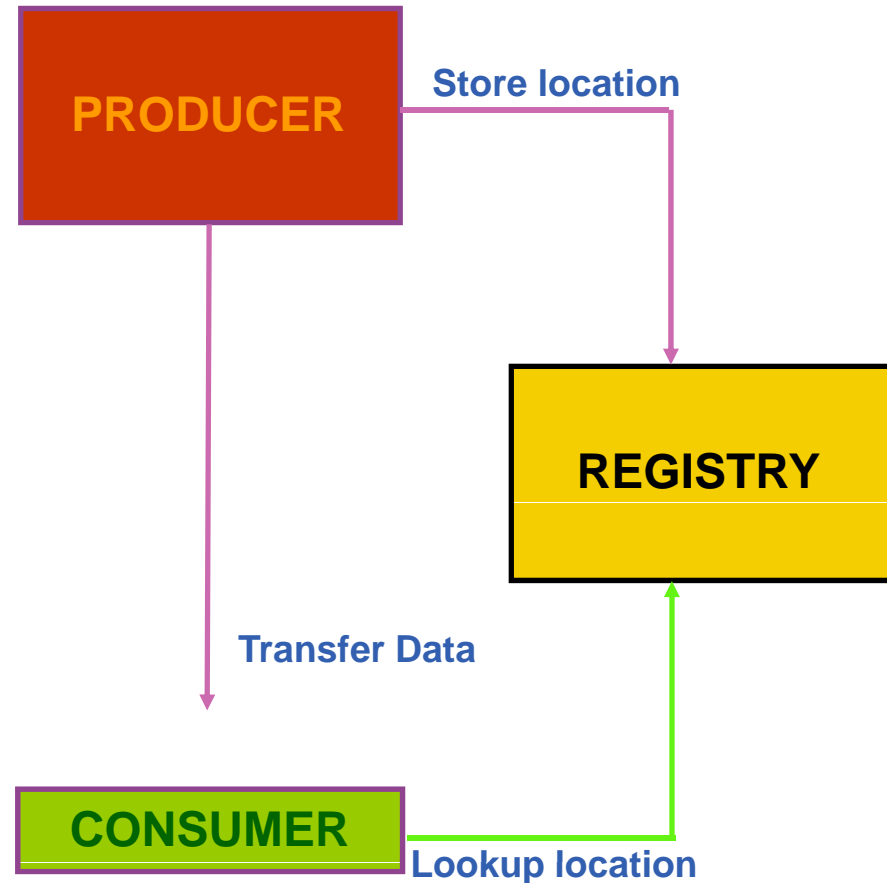 PRODUCER
Store location
REGISTRY
Transfer Data
CONSUMER
Lookup location